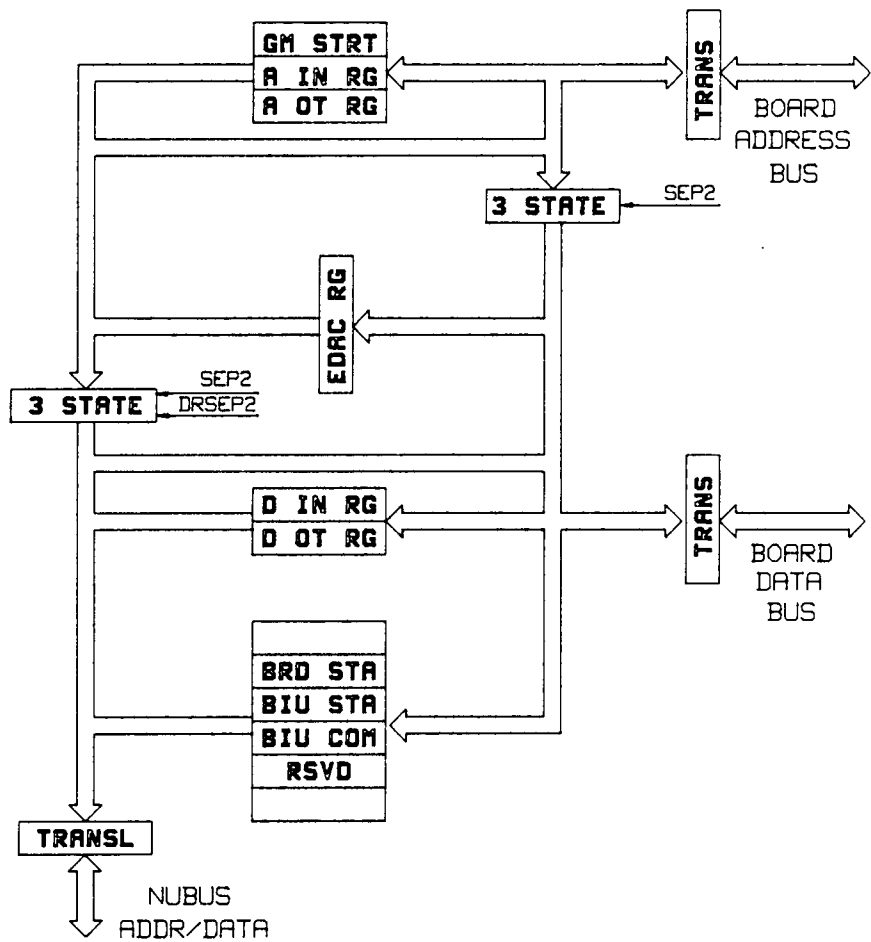 GM STRT
A IN RG
A OT RG
TRANS
BOARD
ADDRESS
BUS
3 STATE
SEP2
EDAC RG
SEP2
DRSEP2
3 STATE
D IN RG
D OT RG
TRANS
BOARD
DATA
BUS
BRD STA
BIU STA
BIU COM
RSVD
TRANSL
NUBUS
ADDR/DATA